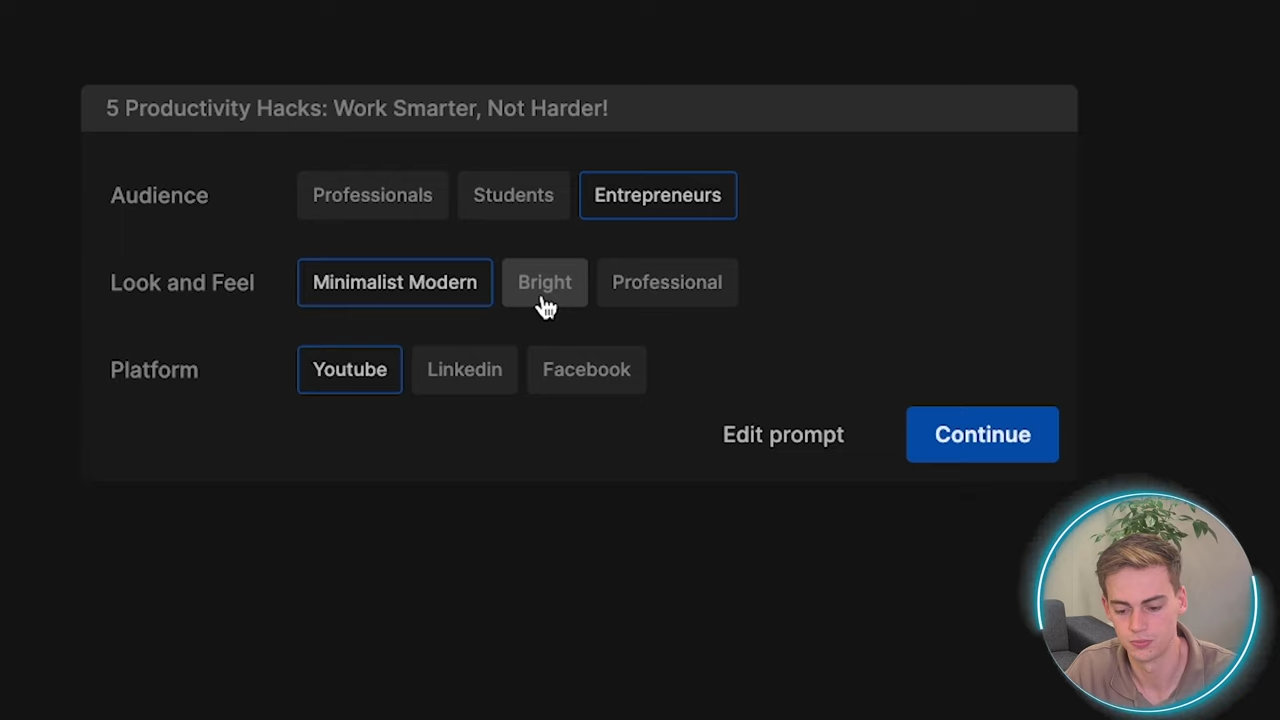 5 Productivity Hacks: Work Smarter, Not Harder!
Audience Professionals Students Entrepreneurs
Look and Feel Minimalist Modern Bright Professional
Platform Youtube Linkedin Facebook
Edit prompt Continue